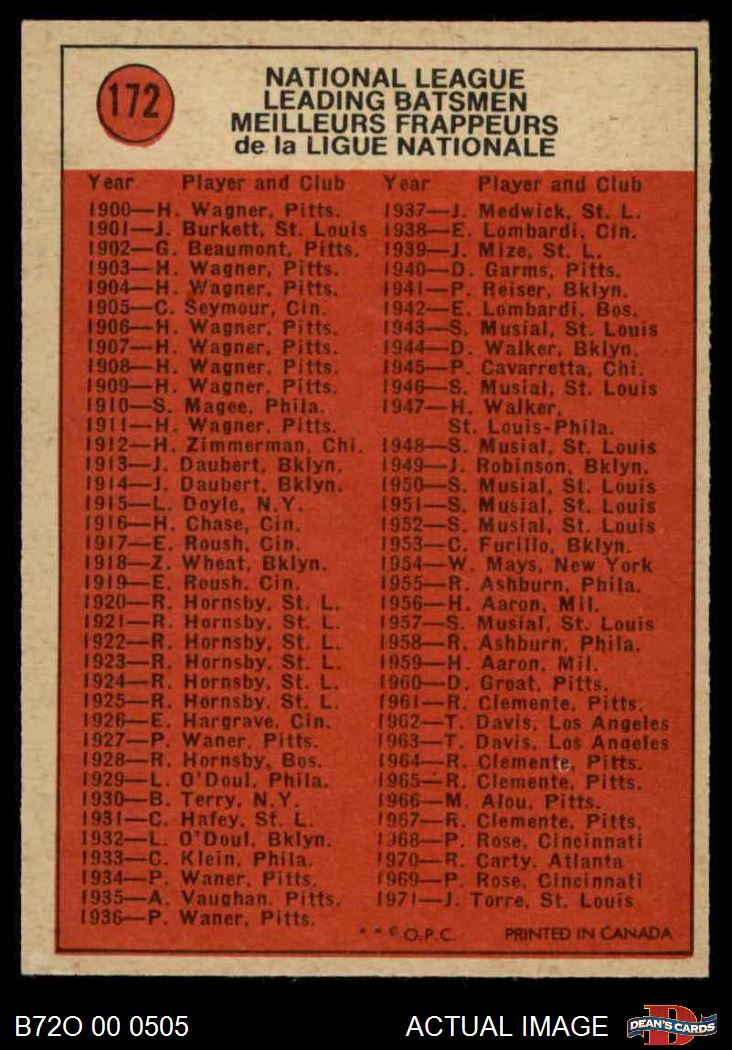 172
NATIONAL LEAGUE
LEADING BATSMEN
MEILLEURS FRAPPEURS
de la LIGUE NATIONALE
Year Player and Club
1900—H. Wagner, Pitts.
1901—J. Burkett, St. Louis
1902—G. Beaumont, Pitts.
1903—H. Wagner, Pitts.
1904—H. Wagner, Pitts.
1905—C. Seymour, Cin.
1906—H. Wagner, Pitts.
1907—H. Wagner, Pitts.
1908—H. Wagner, Pitts.
1909—H. Wagner, Pitts.
1910—S. Magee, Phila.
1911—H. Wagner, Pitts.
1912—H. Zimmerman, Chi.
1913—J. Daubert, Bklyn.
1914—J. Daubert, Bklyn.
1915—L. Doyle, N.Y.
1916—H. Chase, Cin.
1917—E. Roush, Cin.
1918—Z. Wheat, Bklyn.
1919—E. Roush, Cin.
1920—R. Hornsby, St. L.
1921—R. Hornsby, St. L.
1922—R. Hornsby, St. L.
1923—R. Hornsby, St. L.
1924—R. Hornsby, St. L.
1925—R. Hornsby, St. L.
1926—E. Hargrave, Cin.
1927—P. Waner, Pitts.
1928—R. Hornsby, Bos.
1929—L. O'Doul, Phila.
1930—B. Terry, N.Y.
1931—C. Hafey, St. L.
1932—L. O'Doul, Bklyn.
1933—C. Klein, Phila.
1934—P. Waner, Pitts.
1935—A. Vaughan, Pitts.
1936—P. Waner, Pitts.
Year Player and Club
1937—J. Medwick, St. L.
1938—E. Lombardi, Cin.
1939—J. Mize, St. L.
1940—D. Garms, Pitts.
1941—P. Reiser, Bklyn.
1942—E. Lombardi, Bos.
1943—S. Musial, St. Louis
1944—D. Walker, Bklyn.
1945—P. Cavarretta, Chi.
1946—S. Musial, St. Louis
1947—H. Walker,
St. Louis-Phila.
1948—S. Musial, St. Louis
1949—J. Robinson, Bklyn.
1950—S. Musial, St. Louis
1951—S. Musial, St. Louis
1952—S. Musial, St. Louis
1953—C. Furillo, Bklyn.
1954—W. Mays, New York
1955—R. Ashburn, Phila.
1956—H. Aaron, Mil.
1957—S. Musial, St. Louis
1958—R. Ashburn, Phila.
1959—H. Aaron, Mil.
1960—D. Groat, Pitts.
1961—R. Clemente, Pitts.
1962—T. Davis, Los Angeles
1963—T. Davis, Los Angeles
1964—R. Clemente, Pitts.
1965—R. Clemente, Pitts.
1966—M. Alou, Pitts.
1967—R. Clemente, Pitts.
1968—P. Rose, Cincinnati
1970—R. Carty, Atlanta
1969—P. Rose, Cincinnati
1971—J. Torre, St. Louis
* * © O.P.C. PRINTED IN CANADA
B72O 00 0505
ACTUAL IMAGE
D
DEAN'S CARDS